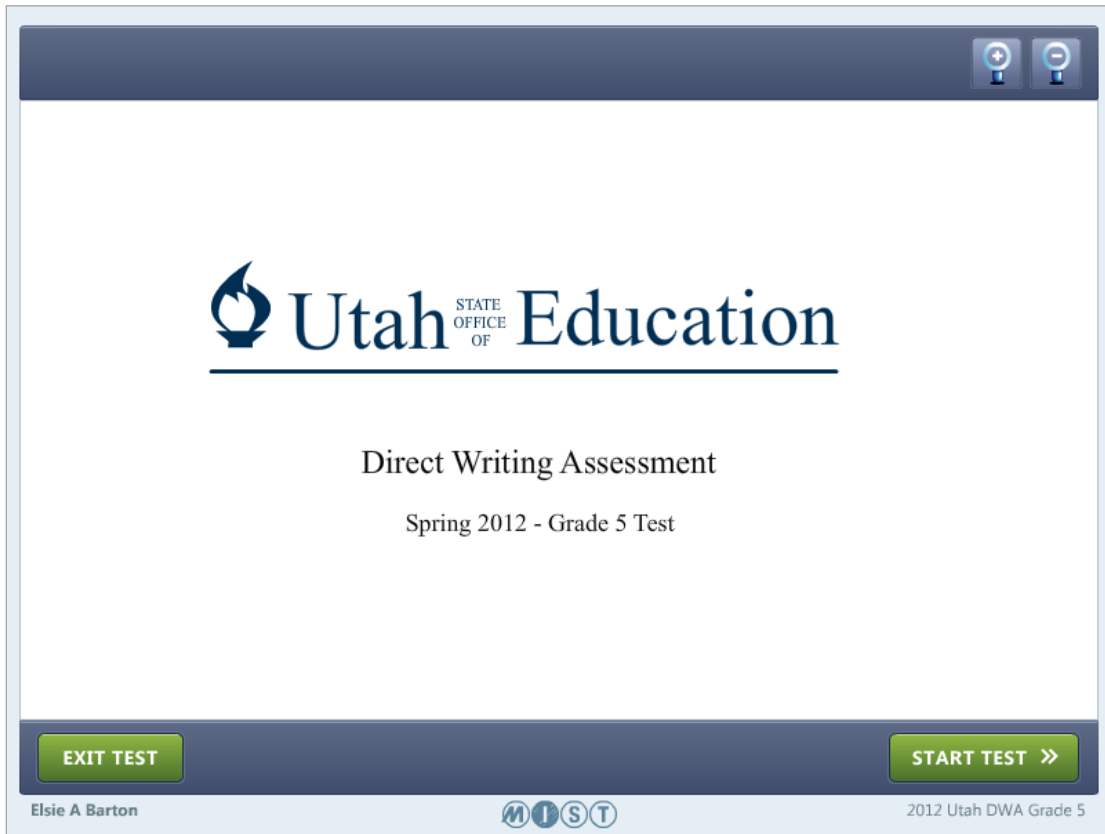 Utah STATE OFFICE OF Education
Direct Writing Assessment
Spring 2012 - Grade 5 Test
EXIT TEST
START TEST »
Elsie A Barton
MIST
2012 Utah DWA Grade 5